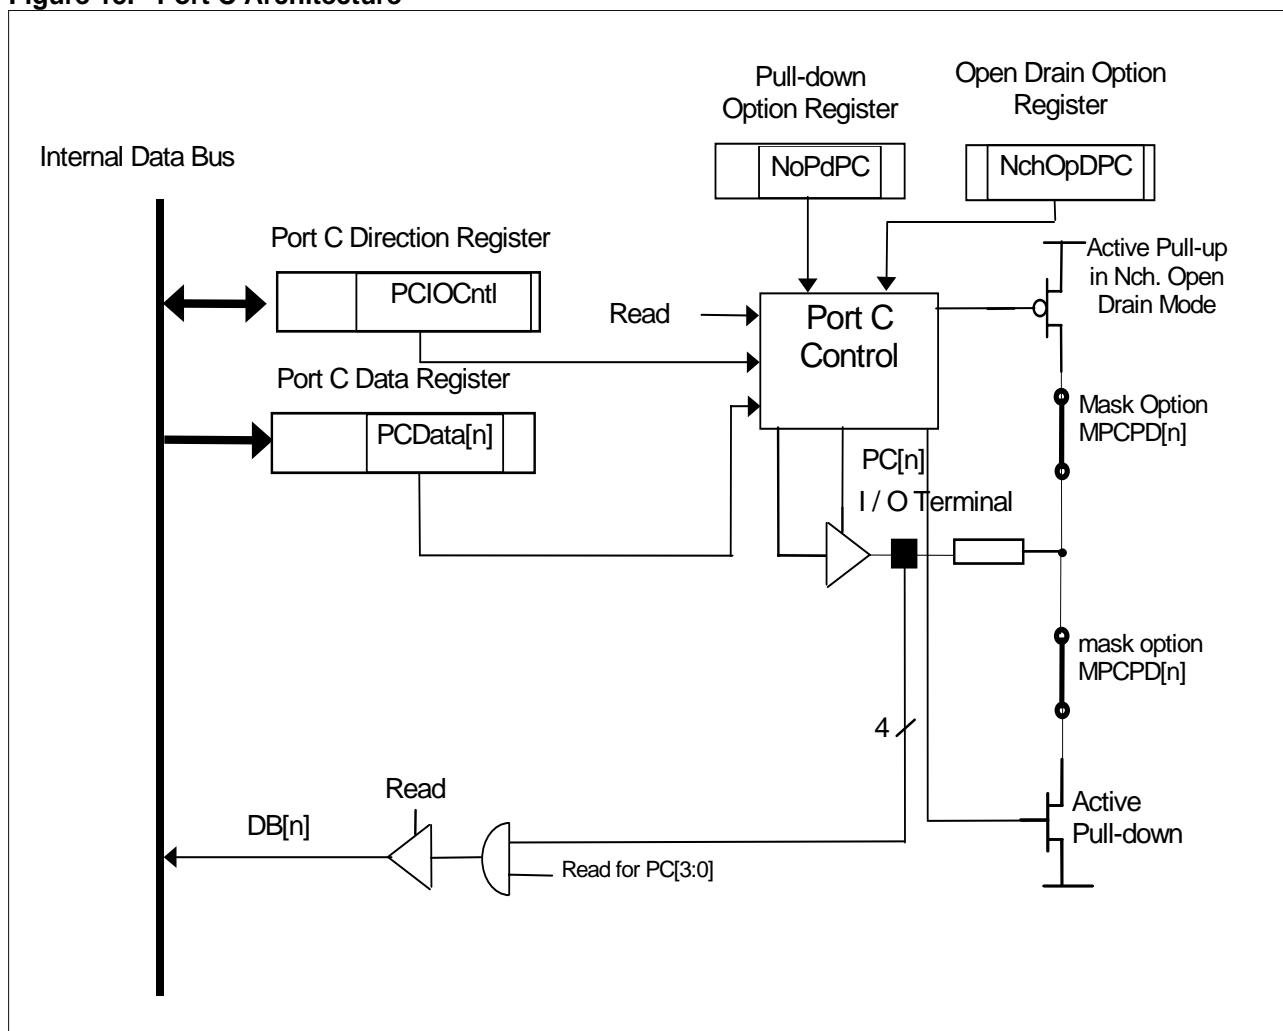 Figure 13. Port C Architecture
Pull-down
Option Register
Open Drain Option
Register
NoPdPC
NchOpDPC
Internal Data Bus
Port C Direction Register
PCIOCntl
Active Pull-up
in Nch. Open
Drain Mode
Read
Port C
Control
Port C Data Register
PCData[n]
Mask Option
MPCPD[n]
PC[n]
I / O Terminal
mask option
MPCPD[n]
4
Read
DB[n]
Active
Pull-down
Read for PC[3:0]